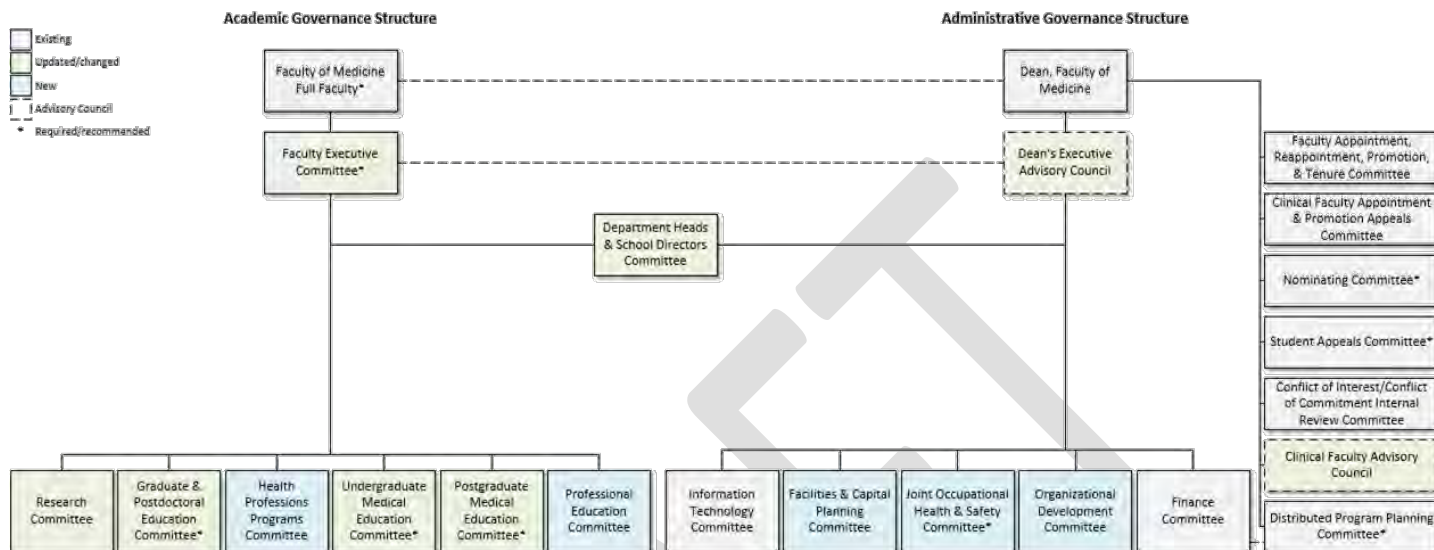 Academic Governance Structure
Administrative Governance Structure
Existing
Updated/changed
New
Advisory Council
* Required/recommended
Faculty of Medicine
Full Faculty*
Dean, Faculty of
Medicine
Faculty Executive
Committee*
Dean's Executive
Advisory Council
Department Heads
& School Directors
Committee
Faculty Appointment,
Reappointment, Promotion,
& Tenure Committee
Clinical Faculty Appointment
& Promotion Appeals
Committee
Nominating Committee*
Student Appeals Committee*
Conflict of Interest/Conflict
of Commitment Internal
Review Committee
Clinical Faculty Advisory
Council
Distributed Program Planning
Committee*
Research
Committee
Graduate &
Postdoctoral
Education
Committee*
Health
Professions
Programs
Committee
Undergraduate
Medical
Education
Committee*
Postgraduate
Medical
Education
Committee*
Professional
Education
Committee
Information
Technology
Committee
Facilities & Capital
Planning
Committee
Joint Occupational
Health & Safety
Committee*
Organizational
Development
Committee
Finance
Committee